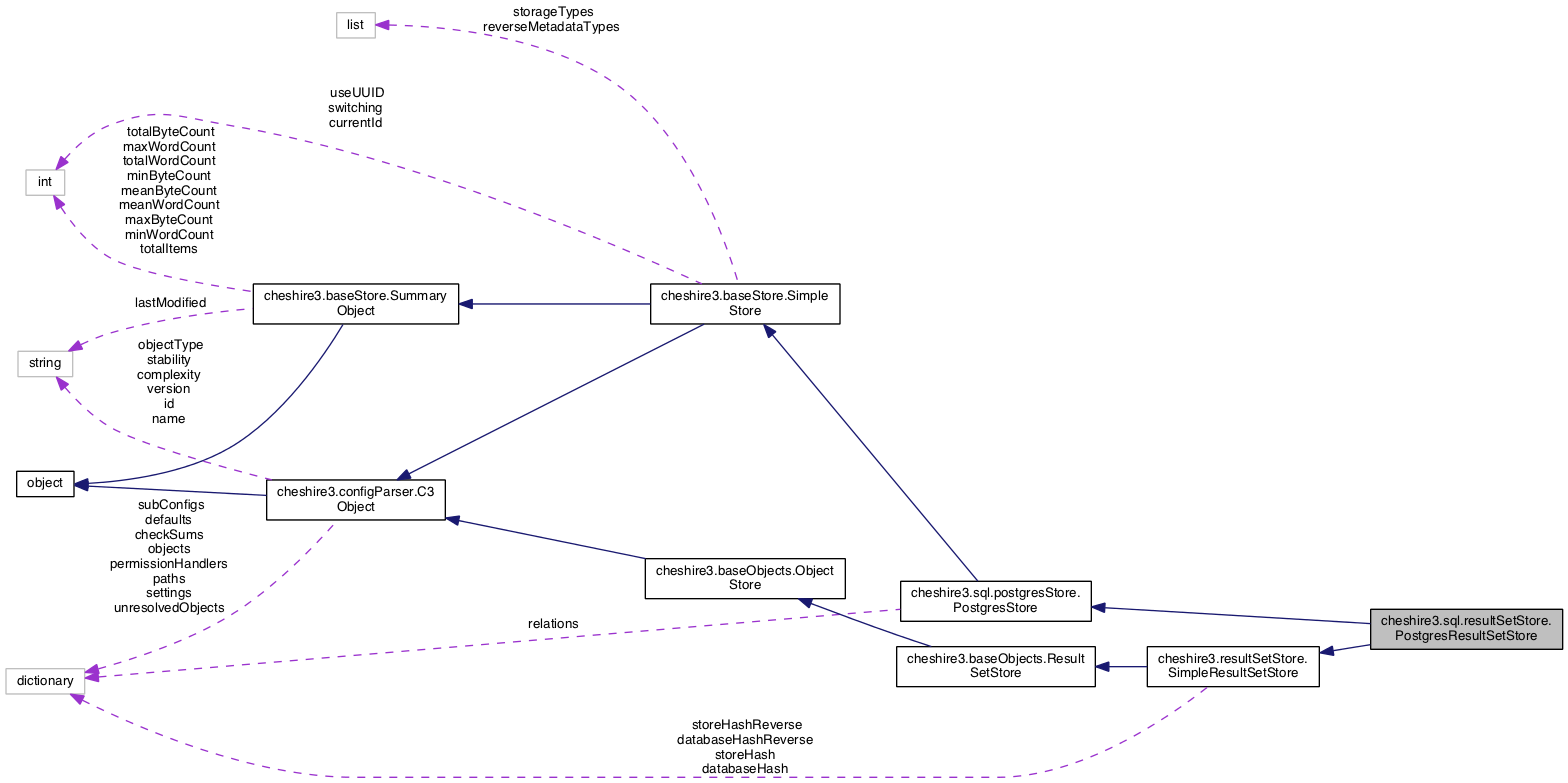 storageTypes
reverseMetadataTypes
list
useUUID
switching
currentId
totalByteCount
maxWordCount
totalWordCount
minByteCount
meanByteCount
meanWordCount
maxByteCount
minWordCount
totalItems
int
cheshire3.baseStore.Summary
Object
cheshire3.baseStore.Simple
Store
lastModified
string
objectType
stability
complexity
version
id
name
object
cheshire3.configParser.C3
Object
subConfigs
defaults
checkSums
objects
permissionHandlers
paths
settings
unresolvedObjects
cheshire3.baseObjects.Object
Store
cheshire3.sql.postgresStore.
PostgresStore
cheshire3.sql.resultSetStore.
PostgresResultSetStore
relations
cheshire3.baseObjects.Result
SetStore
cheshire3.resultSetStore.
SimpleResultSetStore
dictionary
storeHashReverse
databaseHashReverse
storeHash
databaseHash